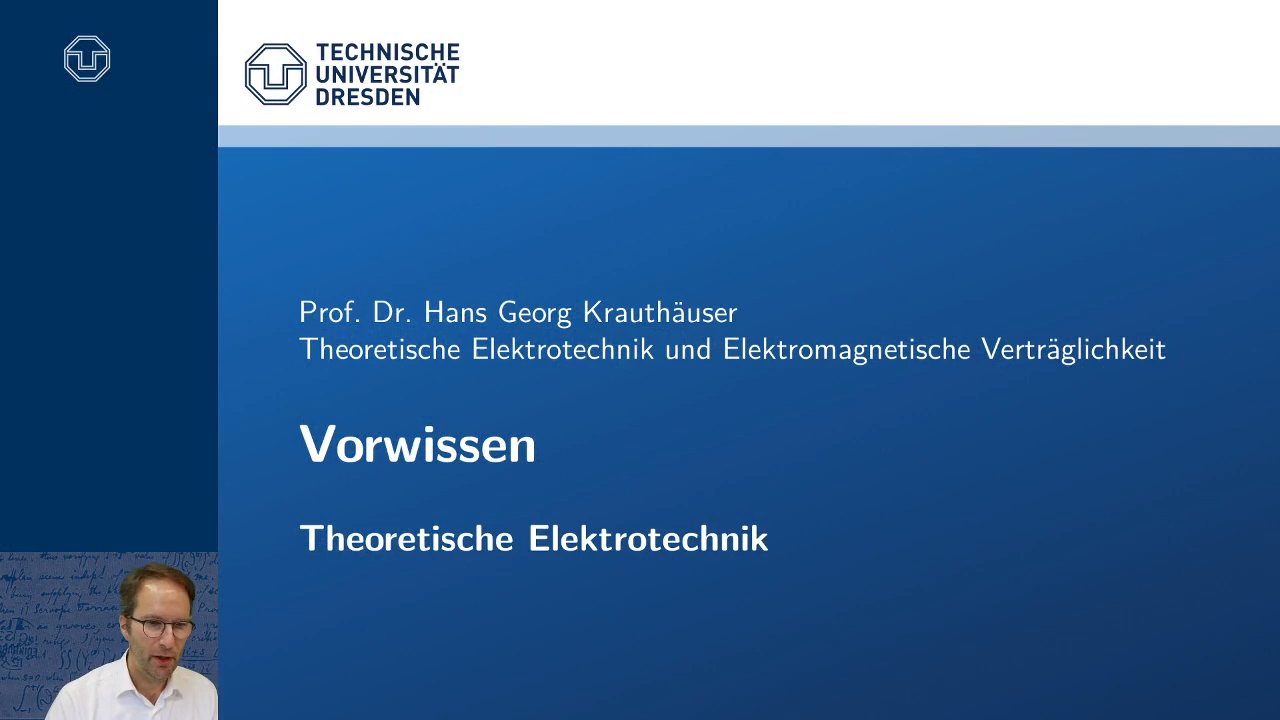 TECHNISCHE
UNIVERSITÄT
DRESDEN
Prof. Dr. Hans Georg Krauthäuser
Theoretische Elektrotechnik und Elektromagnetische Verträglichkeit
Vorwissen
Theoretische Elektrotechnik